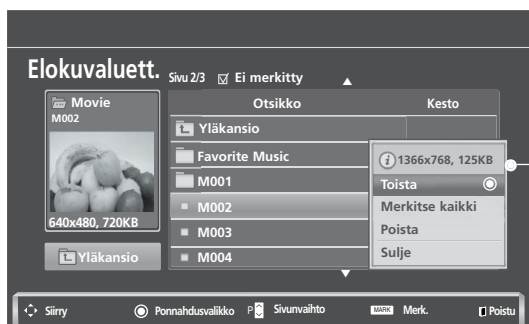 Elokuvaluett. Sivu 2/3 Ei merkitty
Movie
M002
640x480, 720KB
Yläkansio
Otsikko Kesto
Yläkansio
Favorite Music
M001
M002
M003
M004
1366x768, 125KB
Toista
Merkitse kaikki
Poista
Sulje
Siirry Ponnahdusvalikko P Sivunvaihto MARK Merk. Poistu